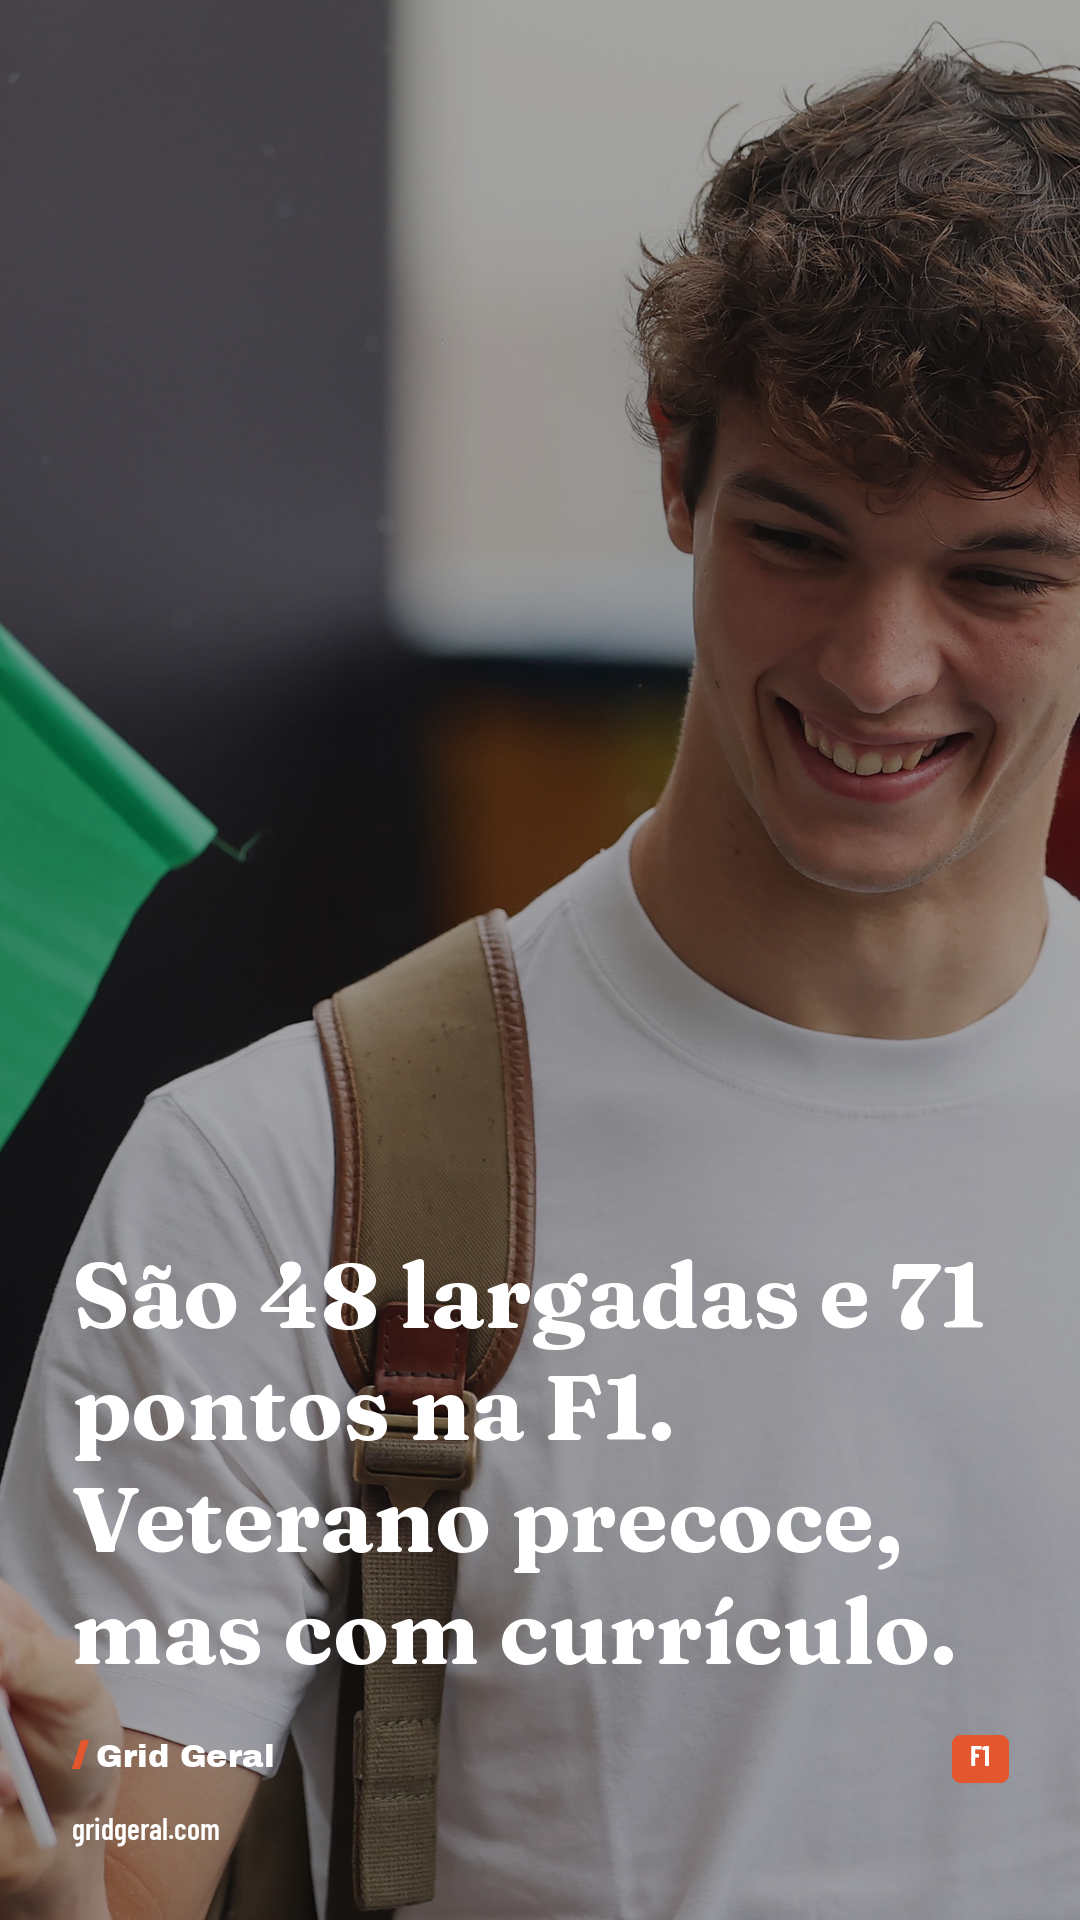 São 48 largadas e 71
pontos na F1.
Veterano precoce,
mas com currículo.
/ Grid Geral
F1
gridgeral.com